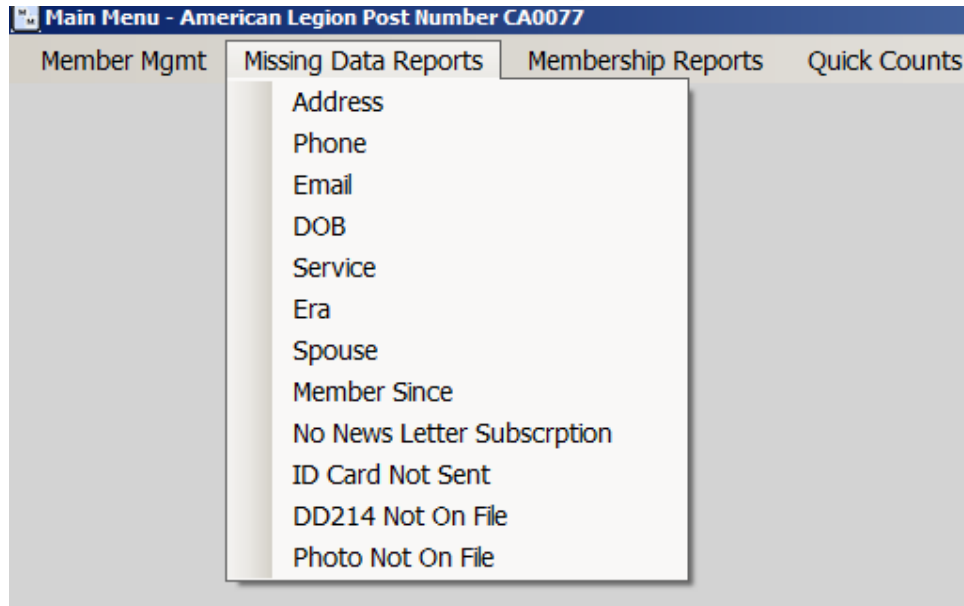 Main Menu - American Legion Post Number CA0077
Member Mgmt Missing Data Reports Membership Reports Quick Counts
Address
Phone
Email
DOB
Service
Era
Spouse
Member Since
No News Letter Subscrption
ID Card Not Sent
DD214 Not On File
Photo Not On File